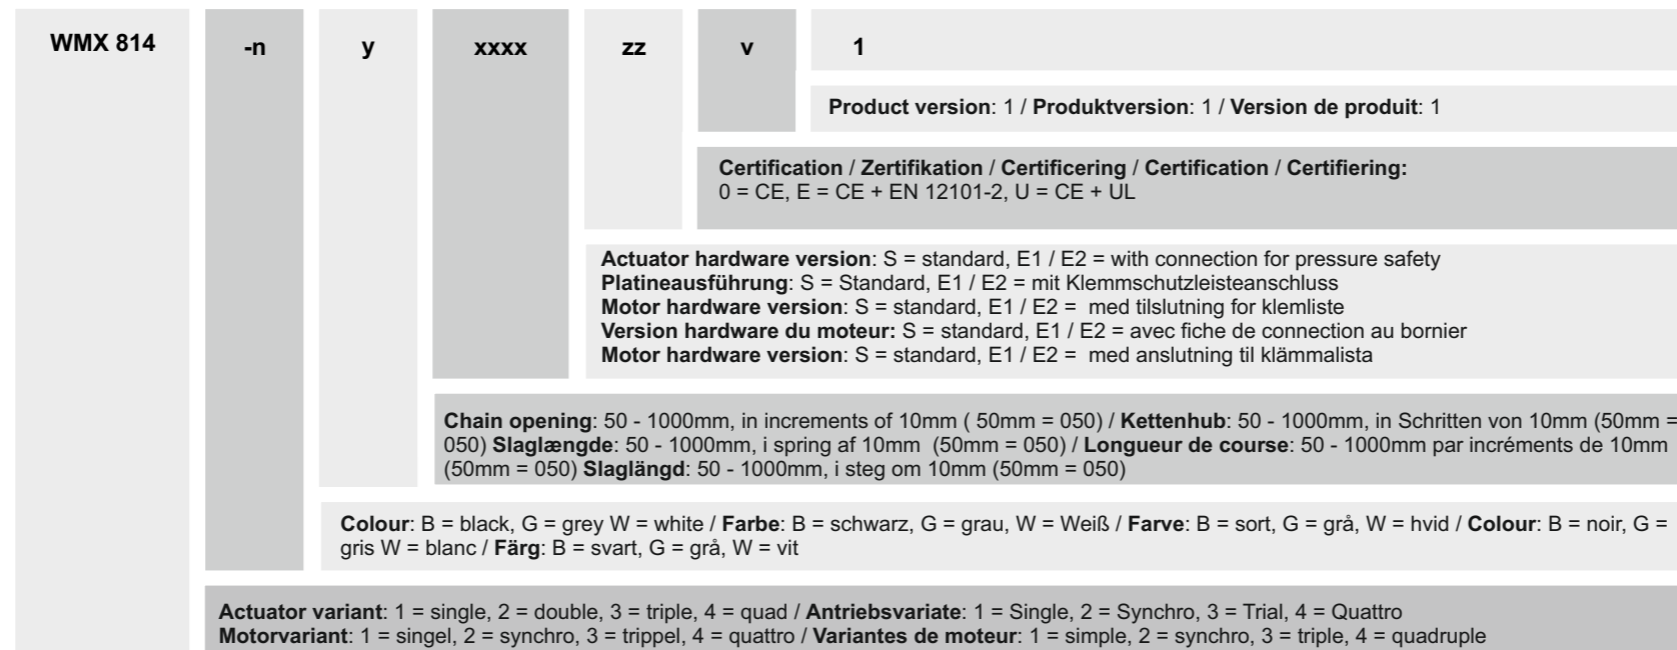 WMX 814 -n y xxxx zz v 1
Product version: 1 / Produktversion: 1 / Version de produit: 1
Certification / Zertifikation / Certificering / Certification / Certifiering:
0 = CE, E = CE + EN 12101-2, U = CE + UL
Actuator hardware version: S = standard, E1 / E2 = with connection for pressure safety
Platineausführung: S = Standard, E1 / E2 = mit Klemmschutzleisteanschluss
Motor hardware version: S = standard, E1 / E2 = med tilslutning for klemliste
Version hardware du moteur: S = standard, E1 / E2 = avec fiche de connection au bornier
Motor hardware version: S = standard, E1 / E2 = med anslutning til klämmalista
Chain opening: 50 - 1000mm, in increments of 10mm ( 50mm = 050) / Kettenhub: 50 - 1000mm, in Schritten von 10mm (50mm =
050) Slaglængde: 50 - 1000mm, i spring af 10mm (50mm = 050) / Longueur de course: 50 - 1000mm par incréments de 10mm
(50mm = 050) Slaglängd: 50 - 1000mm, i steg om 10mm (50mm = 050)
Colour: B = black, G = grey W = white / Farbe: B = schwarz, G = grau, W = Weiß / Farve: B = sort, G = grå, W = hvid / Colour: B = noir, G =
gris W = blanc / Färg: B = svart, G = grå, W = vit
Actuator variant: 1 = single, 2 = double, 3 = triple, 4 = quad / Antriebsvariate: 1 = Single, 2 = Synchro, 3 = Trial, 4 = Quattro
Motorvariant: 1 = singel, 2 = synchro, 3 = trippel, 4 = quattro / Variantes de moteur: 1 = simple, 2 = synchro, 3 = triple, 4 = quadruple